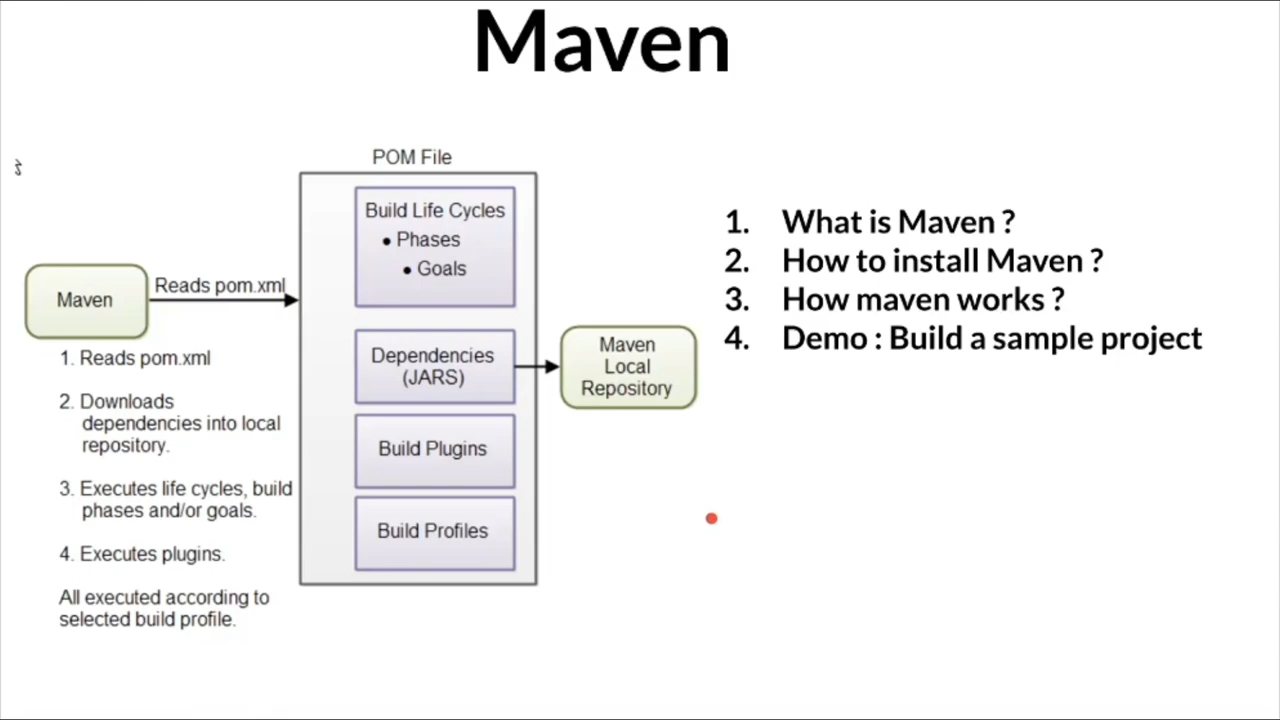 Maven
POM File
Build Life Cycles
• Phases
• Goals
Maven
Reads pom.xml
Dependencies
(JARS)
Maven
Local
Repository
Build Plugins
Build Profiles
1. Reads pom.xml
2. Downloads
dependencies into local
repository.
3. Executes life cycles, build
phases and/or goals.
4. Executes plugins.
All executed according to
selected build profile.
1. What is Maven ?
2. How to install Maven ?
3. How maven works ?
4. Demo : Build a sample project